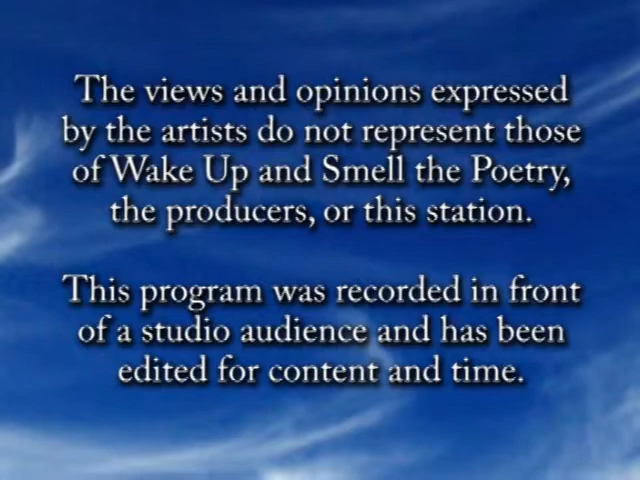 The views and opinions expressed
by the artists do not represent those
of Wake Up and Smell the Poetry,
the producers, or this station.
This program was recorded in front
of a studio audience and has been
edited for content and time.